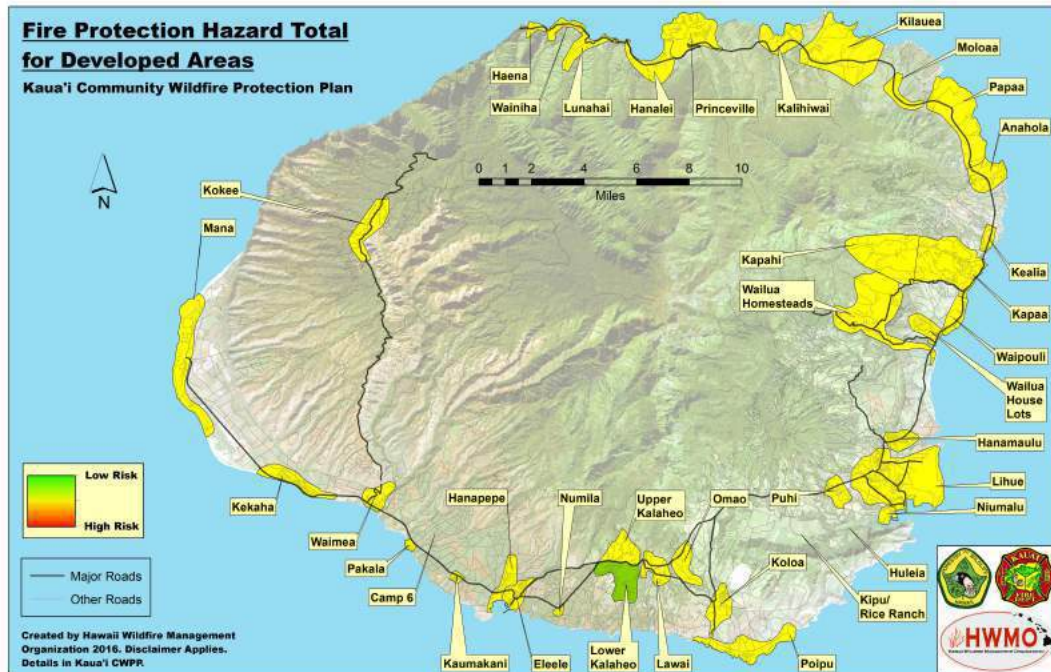 Fire Protection Hazard Total
for Developed Areas
Kaua'i Community Wildfire Protection Plan
N
0 1 2 4 6 8 10
Miles
Haena
Wainiha
Lunahai
Hanalei
Princeville
Kalihiwai
Kilauea
Moloaa
Papaa
Anahola
Kokee
Mana
Kapahi
Wailua
Homesteads
Kealia
Kapaa
Waipouli
Wailua
House
Lots
Hanamaulu
Lihue
Niumalu
Puhi
Omao
Upper
Kalaheo
Numila
Hanapepe
Kekaha
Waimea
Pakala
Camp 6
Kaumakani
Eleele
Lower
Kalaheo
Lawai
Koloa
Poipu
Kipu/
Rice Ranch
Huleia
Low Risk
High Risk
Major Roads
Other Roads
Created by Hawaii Wildfire Management
Organization 2016. Disclaimer Applies.
Details in Kaua'i CWPP.
KAUAI
FIRE
DEPT.
HWMO